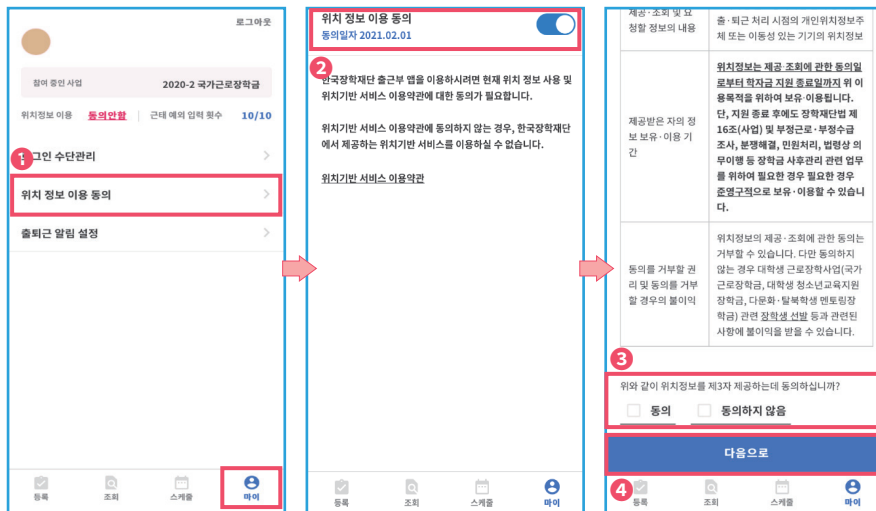 로그아웃
참여 중인 사업 2020-2 국가근로장학금
위치정보 이용 동의안함 근태 예외 입력 횟수 10/10
1
그인 수단관리
위치 정보 이용 동의
출퇴근 알림 설정
등록 조회 스케줄 마이
위치 정보 이용 동의
동의일자 2021.02.01
2
한국장학재단 출근부 앱을 이용하시려면 현재 위치 정보 사용 및
위치기반 서비스 이용약관에 대한 동의가 필요합니다.
위치기반 서비스 이용약관에 동의하지 않는 경우, 한국장학재단
에서 제공하는 위치기반 서비스를 이용하실 수 없습니다.
위치기반 서비스 이용약관
등록 조회 스케줄 마이
제공·조회 및 요
청할 정보의 내용
출·퇴근 처리 시점의 개인위치정보주
체 또는 이동성 있는 기기의 위치정보
제공받은 자의 정
보 보유·이용 기
간
위치정보는 제공·조회에 관한 동의일
로부터 학자금 지원 종료일까지 위 이
용목적을 위하여 보유·이용됩니다.
단, 지원 종료 후에도 장학재단법 제
16조(사업) 및 부정근로·부정수급
조사, 분쟁해결, 민원처리, 법령상 의
무이행 등 장학금 사후관리 관련 업무
를 위하여 필요한 경우 필요한 경우
준영구적으로 보유·이용할 수 있습니
다.
동의를 거부할 권
리 및 동의를 거부
할 경우의 불이익
위치정보의 제공·조회에 관한 동의는
거부할 수 있습니다. 다만 동의하지
않는 경우 대학생 근로장학사업(국가
근로장학금, 대학생 청소년교육지원
장학금, 다문화·탈북학생 멘토링장
학금) 관련 장학생 선발 등과 관련된
사항에 불이익을 받을 수 있습니다.
3
위와 같이 위치정보를 제3자 제공하는데 동의하십니까?
동의 동의하지 않음
다음으로
4
등록 조회 스케줄 마이